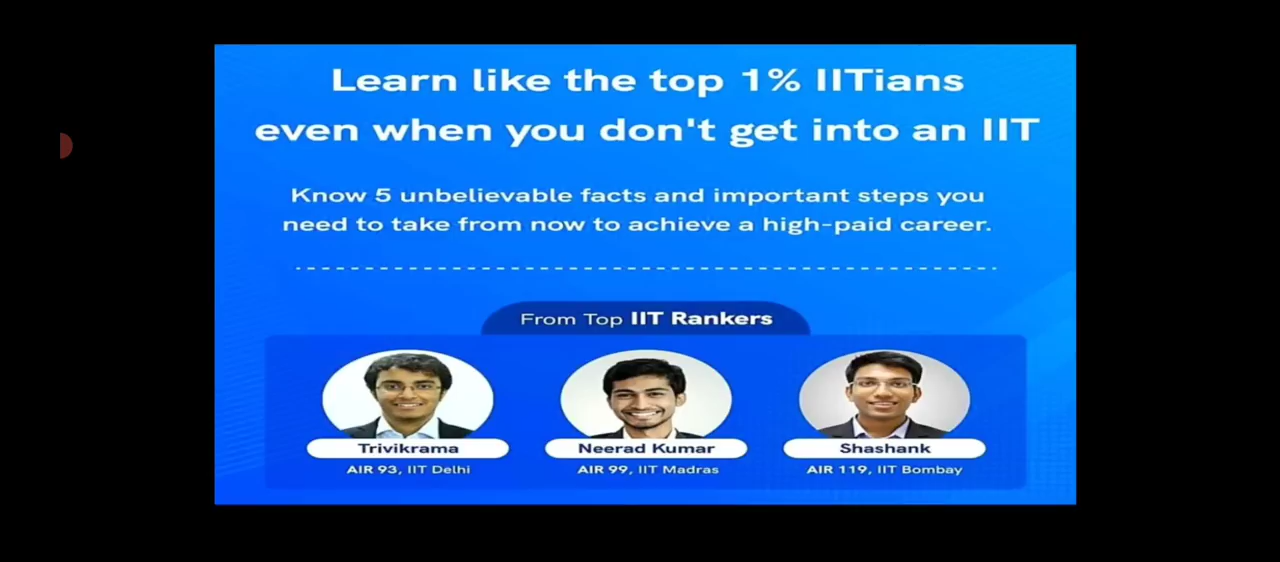 Learn like the top 1% IITians
even when you don't get into an IIT
Know 5 unbelievable facts and important steps you
need to take from now to achieve a high-paid career.
From Top IIT Rankers
Trivikrama
AIR 93, IIT Delhi
Neerad Kumar
AIR 99, IIT Madras
Shashank
AIR 119, IIT Bombay